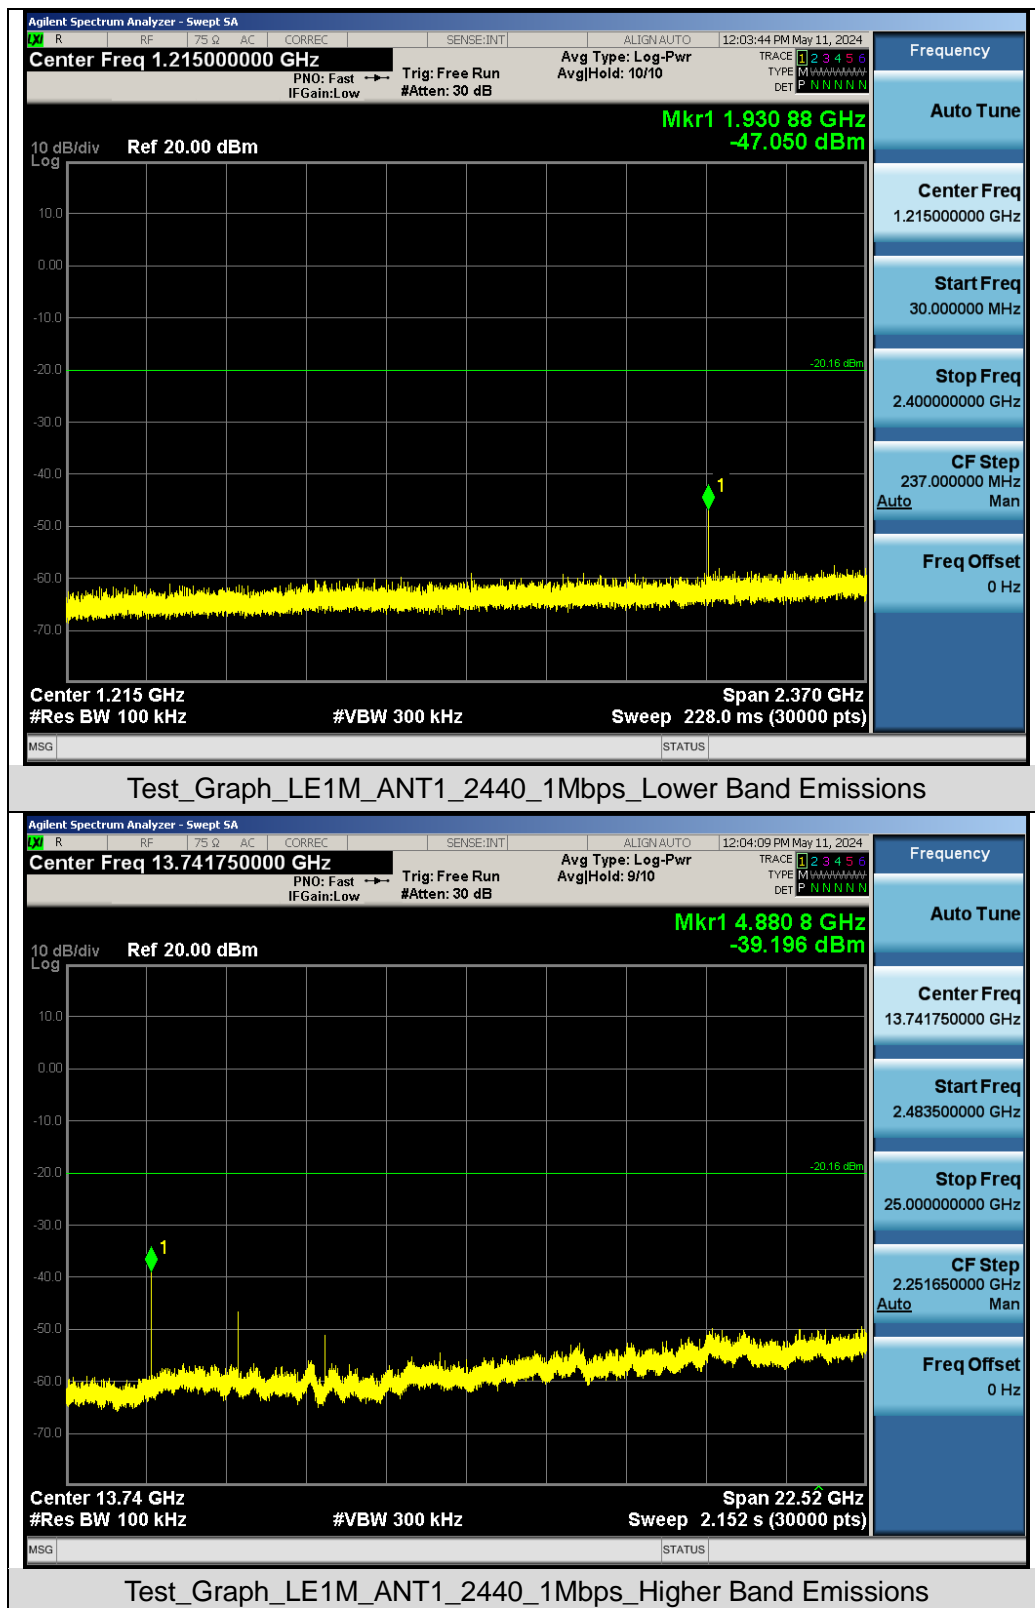 Agilent Spectrum Analyzer - Swept SA
LXI R RF 75 Ω AC CORREC SENSE:INT ALIGN AUTO 12:03:44 PM May 11, 2024
Center Freq 1.215000000 GHz
PNO: Fast
IFGain:Low
Trig: Free Run
#Atten: 30 dB
Avg Type: Log-Pwr
Avg|Hold: 10/10
TRACE 1 2 3 4 5 6
TYPE M WWWWW
DET P N N N N N
Mkr1 1.930 88 GHz
-47.050 dBm
10 dB/div Ref 20.00 dBm
Log
10.0
0.00
-10.0
-20.0
-20.16 dBm
-30.0
-40.0
1
-50.0
-60.0
-70.0
Center 1.215 GHz Span 2.370 GHz
#Res BW 100 kHz #VBW 300 kHz Sweep 228.0 ms (30000 pts)
MSG STATUS
Frequency
Auto Tune
Center Freq
1.215000000 GHz
Start Freq
30.000000 MHz
Stop Freq
2.400000000 GHz
CF Step
237.000000 MHz
Auto Man
Freq Offset
0 Hz
Test_Graph_LE1M_ANT1_2440_1Mbps_Lower Band Emissions
Agilent Spectrum Analyzer - Swept SA
LXI R RF 75 Ω AC CORREC SENSE:INT ALIGN AUTO 12:04:09 PM May 11, 2024
Center Freq 13.741750000 GHz
PNO: Fast
IFGain:Low
Trig: Free Run
#Atten: 30 dB
Avg Type: Log-Pwr
Avg|Hold: 9/10
TRACE 1 2 3 4 5 6
TYPE M WWWWW
DET P N N N N N
Mkr1 4.880 8 GHz
-39.196 dBm
10 dB/div Ref 20.00 dBm
Log
10.0
0.00
-10.0
-20.0
-20.16 dBm
-30.0
1
-40.0
-50.0
-60.0
-70.0
Center 13.74 GHz Span 22.52 GHz
#Res BW 100 kHz #VBW 300 kHz Sweep 2.152 s (30000 pts)
MSG STATUS
Frequency
Auto Tune
Center Freq
13.741750000 GHz
Start Freq
2.483500000 GHz
Stop Freq
25.000000000 GHz
CF Step
2.251650000 GHz
Auto Man
Freq Offset
0 Hz
Test_Graph_LE1M_ANT1_2440_1Mbps_Higher Band Emissions